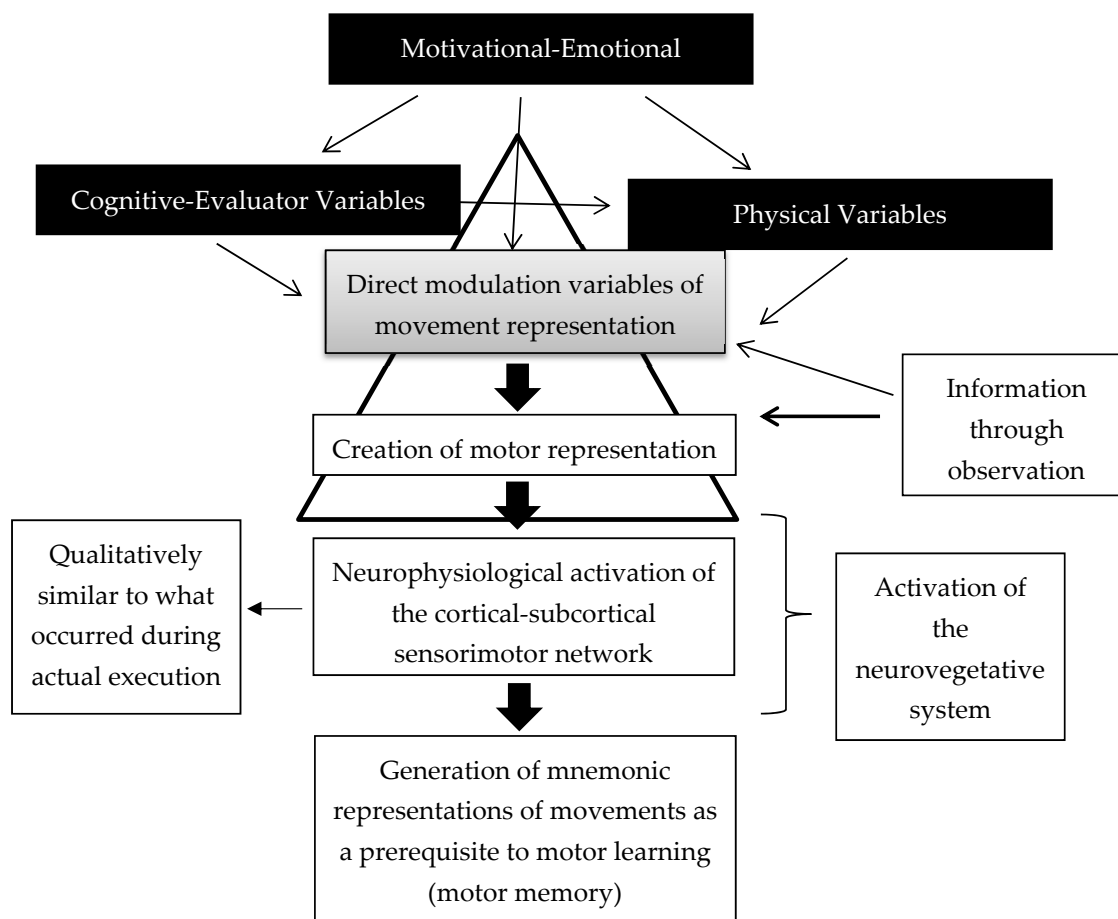 Motivational-Emotional
Cognitive-Evaluator Variables
Physical Variables
Direct modulation variables of
movement representation
Information
through
observation
Creation of motor representation
Qualitatively
similar to what
occurred during
actual execution
Neurophysiological activation of
the cortical-subcortical
sensorimotor network
Activation of
the
neurovegetative
system
Generation of mnemonic
representations of movements as
a prerequisite to motor learning
(motor memory)